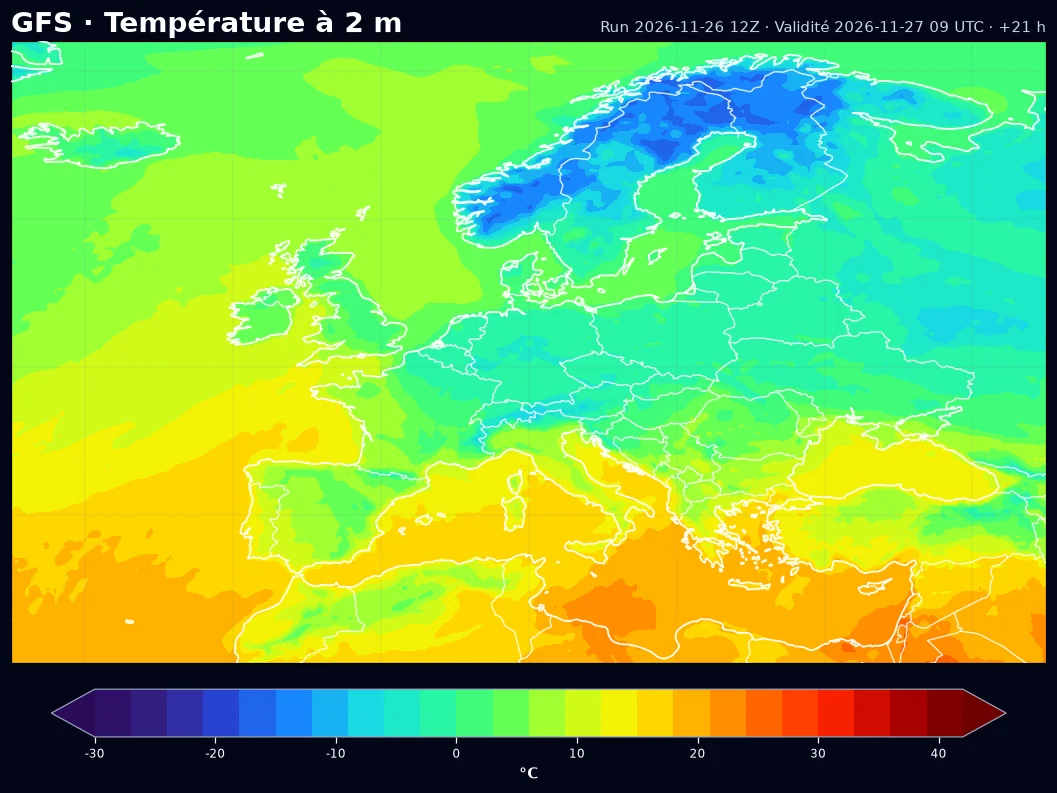 GFS · Température à 2 m
Run 2026-11-26 12Z · Validité 2026-11-27 09 UTC · +21 h
-30 -20 -10 0 10 20 30 40
°C